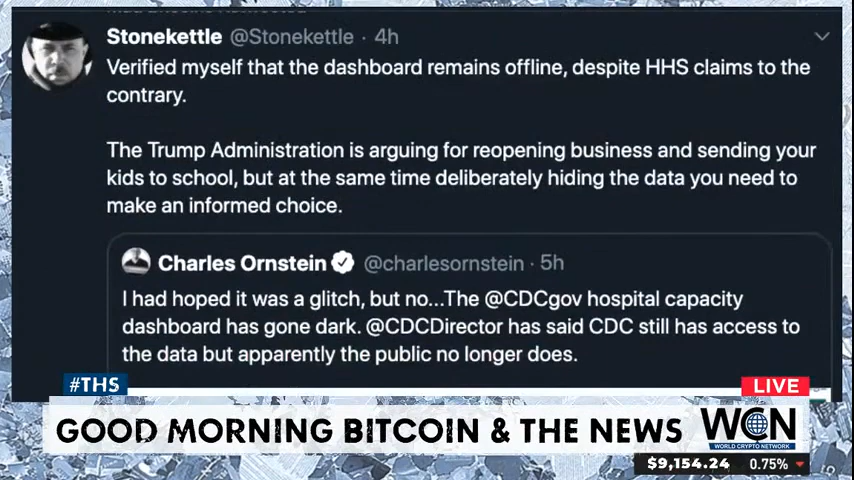 Stonekettle @Stonekettle · 4h
Verified myself that the dashboard remains offline, despite HHS claims to the
contrary.
The Trump Administration is arguing for reopening business and sending your
kids to school, but at the same time deliberately hiding the data you need to
make an informed choice.
Charles Ornstein @charlesornstein · 5h
I had hoped it was a glitch, but no...The @CDCgov hospital capacity
dashboard has gone dark. @CDCDirector has said CDC still has access to
the data but apparently the public no longer does.
#THS
LIVE
GOOD MORNING BITCOIN & THE NEWS
WCN
WORLD CRYPTO NETWORK
$9,154.24 0.75%